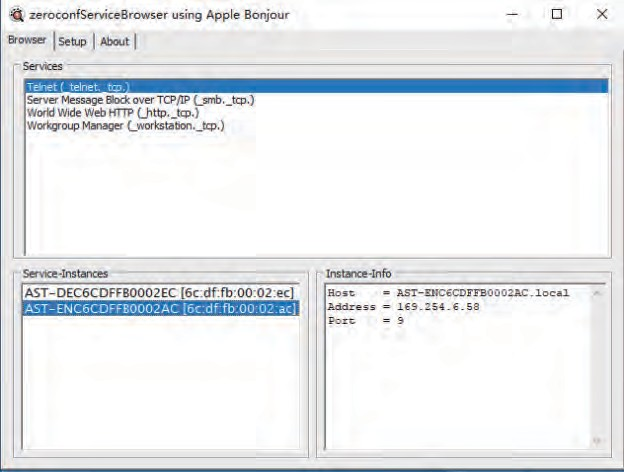 zeroconfServiceBrowser using Apple Bonjour
Browser Setup About
Services
Telnet (_telnet._tcp.)
Server Message Block over TCP/IP (_smb._tcp.)
World Wide Web HTTP (_http._tcp.)
Workgroup Manager (_workstation._tcp.)
Service-Instances
AST-DEC6CDFFB0002EC [6c:df:fb:00:02:ec]
AST-ENC6CDFFB0002AC [6c:df:fb:00:02:ac]
Instance-Info
Host = AST-ENC6CDFFB0002AC.local
Address = 169.254.6.58
Port = 9